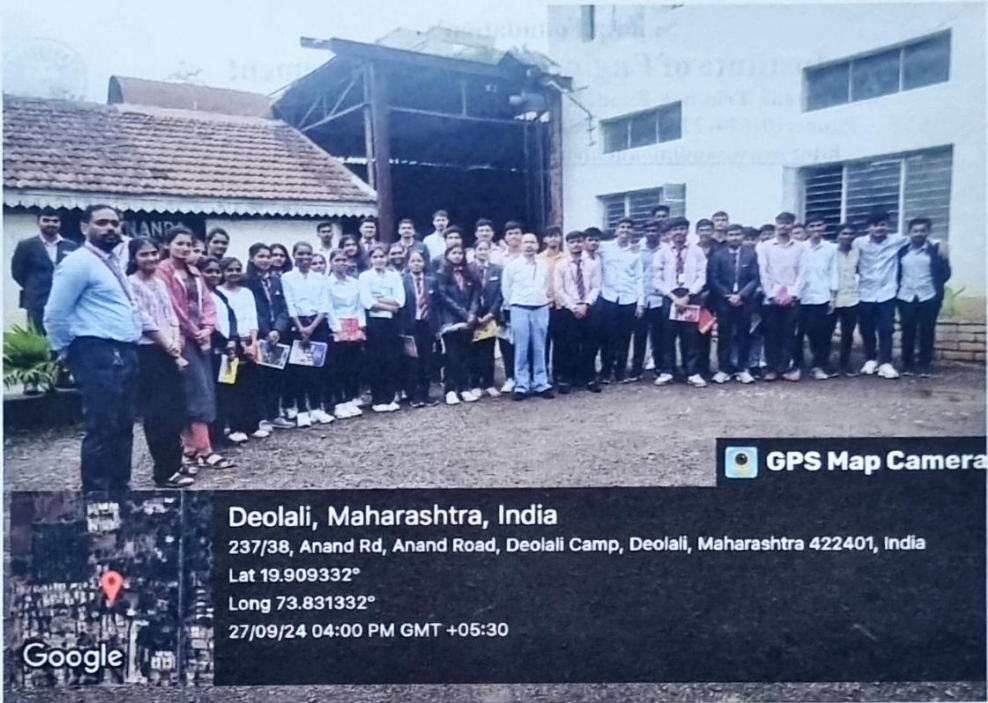 NAND
GPS Map Camera
Deolali, Maharashtra, India
237/38, Anand Rd, Anand Road, Deolali Camp, Deolali, Maharashtra 422401, India
Lat 19.909332°
Long 73.831332°
27/09/24 04:00 PM GMT +05:30
Google